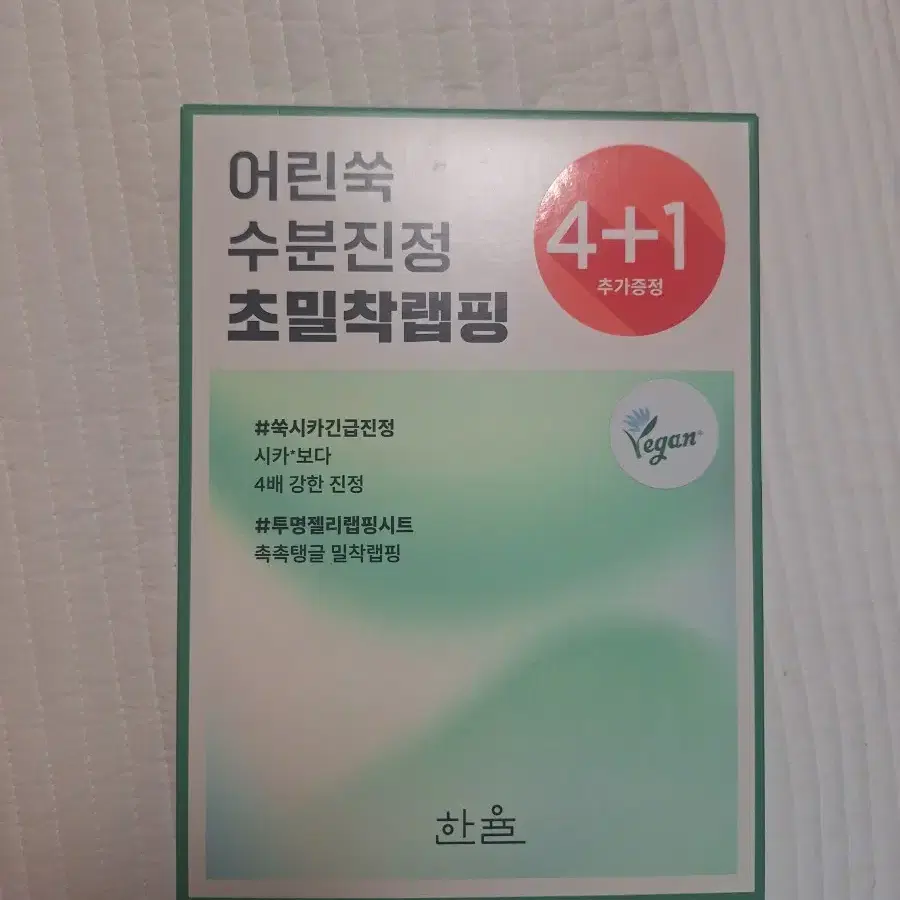 어린쑥
수분진정
초밀착랩핑
4+1
추가증정
Vegan®
#쑥시카긴급진정
시카*보다
4배 강한 진정
#투명젤리랩핑시트
촉촉탱글 밀착랩핑
한율